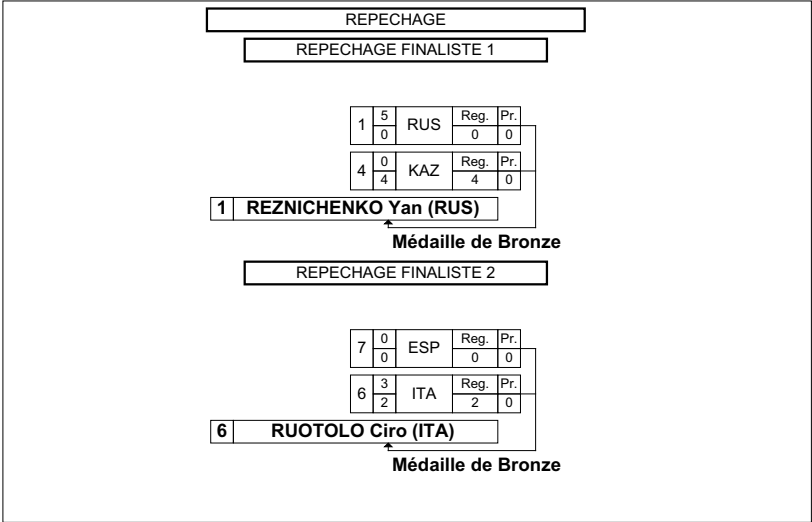 REPECHAGE
REPECHAGE FINALISTE 1
1 5 RUS Reg. Pr.
0 0 0
4 0 KAZ Reg. Pr.
4 4 0
1 REZNICHENKO Yan (RUS)
Médaille de Bronze
REPECHAGE FINALISTE 2
7 0 ESP Reg. Pr.
0 0 0
6 3 ITA Reg. Pr.
2 2 0
6 RUOTOLO Ciro (ITA)
Médaille de Bronze